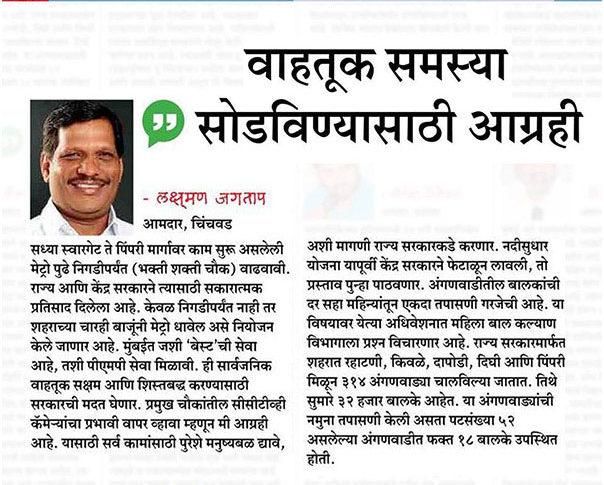 वाहतूक समस्या
सोडविण्यासाठी आग्रही
- लक्ष्मण जगताप
आमदार, चिंचवड
सध्या स्वारगेट ते पिंपरी मार्गावर काम सुरू असलेली
मेट्रो पुढे निगडीपर्यंत (भक्ती शक्ती चौक) वाढवावी.
राज्य आणि केंद्र सरकारने त्यासाठी सकारात्मक
प्रतिसाद दिलेला आहे. केवळ निगडीपर्यंत नाही तर
शहराच्या चारही बाजूंनी मेट्रो धावेल असे नियोजन
केले जाणार आहे. मुंबईत जशी ‘बेस्ट’ची सेवा
आहे, तशी पीएमपी सेवा मिळावी. ही सार्वजनिक
वाहतूक सक्षम आणि शिस्तबद्ध करण्यासाठी
सरकारची मदत घेणार. प्रमुख चौकांतील सीसीटीव्ही
कॅमेऱ्यांचा प्रभावी वापर व्हावा म्हणून मी आग्रही
आहे. यासाठी सर्व कामांसाठी पुरेशे मनुष्यबळ द्यावे,
अशी मागणी राज्य सरकारकडे करणार. नदीसुधार
योजना यापूर्वी केंद्र सरकारने फेटाळून लावली, तो
प्रस्ताव पुन्हा पाठवणार. अंगणवाडीतील बालकांची
दर सहा महिन्यांतून एकदा तपासणी गरजेची आहे. या
विषयावर येत्या अधिवेशनात महिला बाल कल्याण
विभागाला प्रश्न विचारणार आहे. राज्य सरकारमार्फत
शहरात रहाटणी, किवळे, दापोडी, दिघी आणि पिंपरी
मिळून ३१४ अंगणवाड्या चालविल्या जातात. तिथे
सुमारे ३२ हजार बालके आहेत. या अंगणवाड्यांची
नमुना तपासणी केली असता पटसंख्या ५२
असलेल्या अंगणवाडीत फक्त १८ बालके उपस्थित
होती.